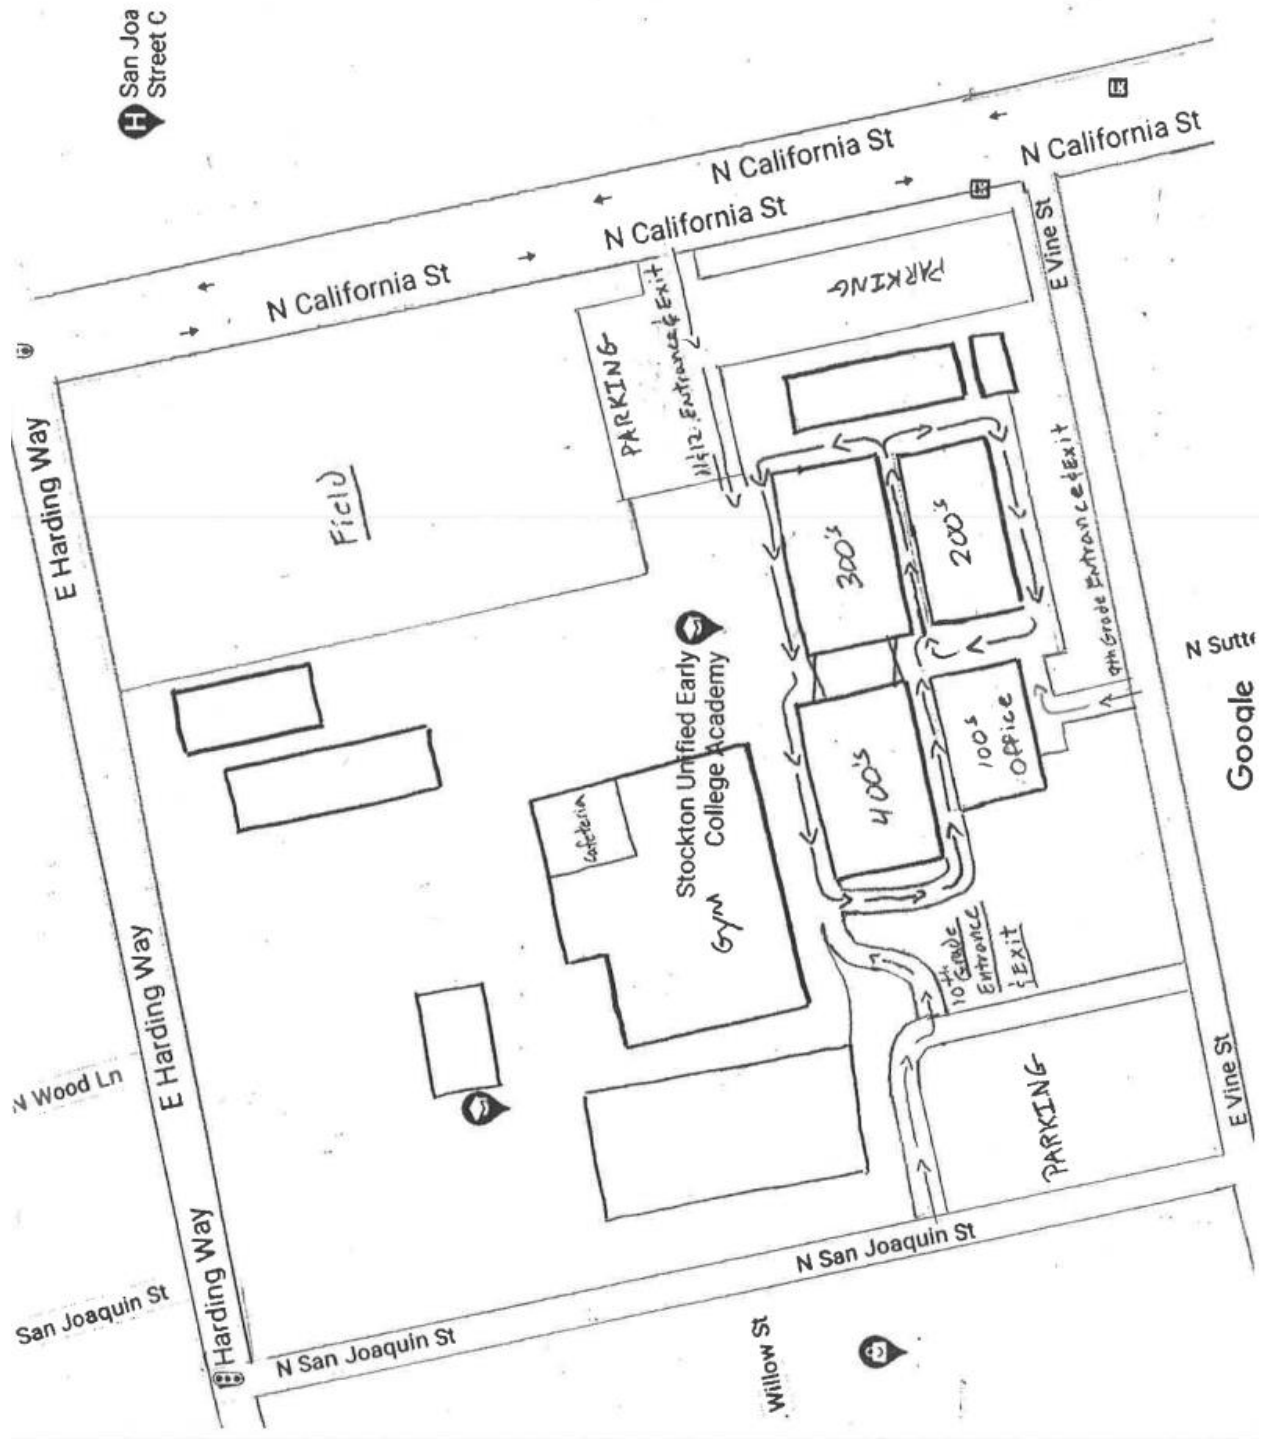 San Joa
Street C
N California St
N California St
N California St
N California St
E Harding Way
E Harding Way
Harding Way
N Wood Ln
San Joaquin St
N San Joaquin St
N San Joaquin St
Willow St
E Vine St
E Vine St
N Sutte
Google
Field
PARKING
11&12 Entrance & Exit
PARKING
300's
200's
400's
100s
Office
9th Grade Entrance & Exit
Stockton Unified Early
College Academy
Cafeteria
Gym
10th Grade
Entrance
& Exit
PARKING
H